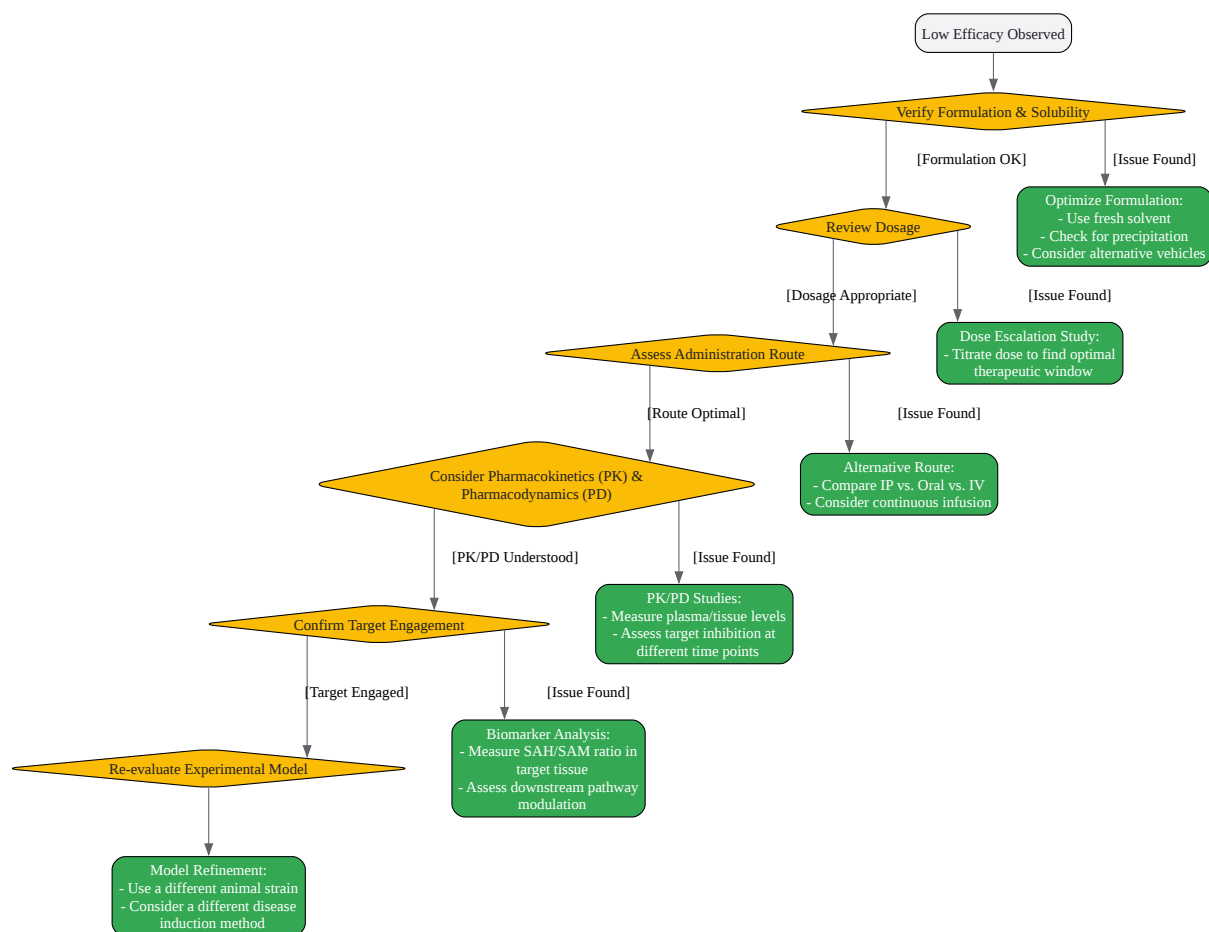 Low Efficacy Observed
Verify Formulation & Solubility
[Formulation OK]
[Issue Found]
Optimize Formulation:
- Use fresh solvent
- Check for precipitation
- Consider alternative vehicles
Review Dosage
[Dosage Appropriate]
[Issue Found]
Dose Escalation Study:
- Titrate dose to find optimal
therapeutic window
Assess Administration Route
[Route Optimal]
[Issue Found]
Alternative Route:
- Compare IP vs. Oral vs. IV
- Consider continuous infusion
Consider Pharmacokinetics (PK) &
Pharmacodynamics (PD)
[PK/PD Understood]
[Issue Found]
PK/PD Studies:
- Measure plasma/tissue levels
- Assess target inhibition at
different time points
Confirm Target Engagement
[Target Engaged]
[Issue Found]
Biomarker Analysis:
- Measure SAH/SAM ratio in
target tissue
- Assess downstream pathway
modulation
Re-evaluate Experimental Model
Model Refinement:
- Use a different animal strain
- Consider a different disease
induction method